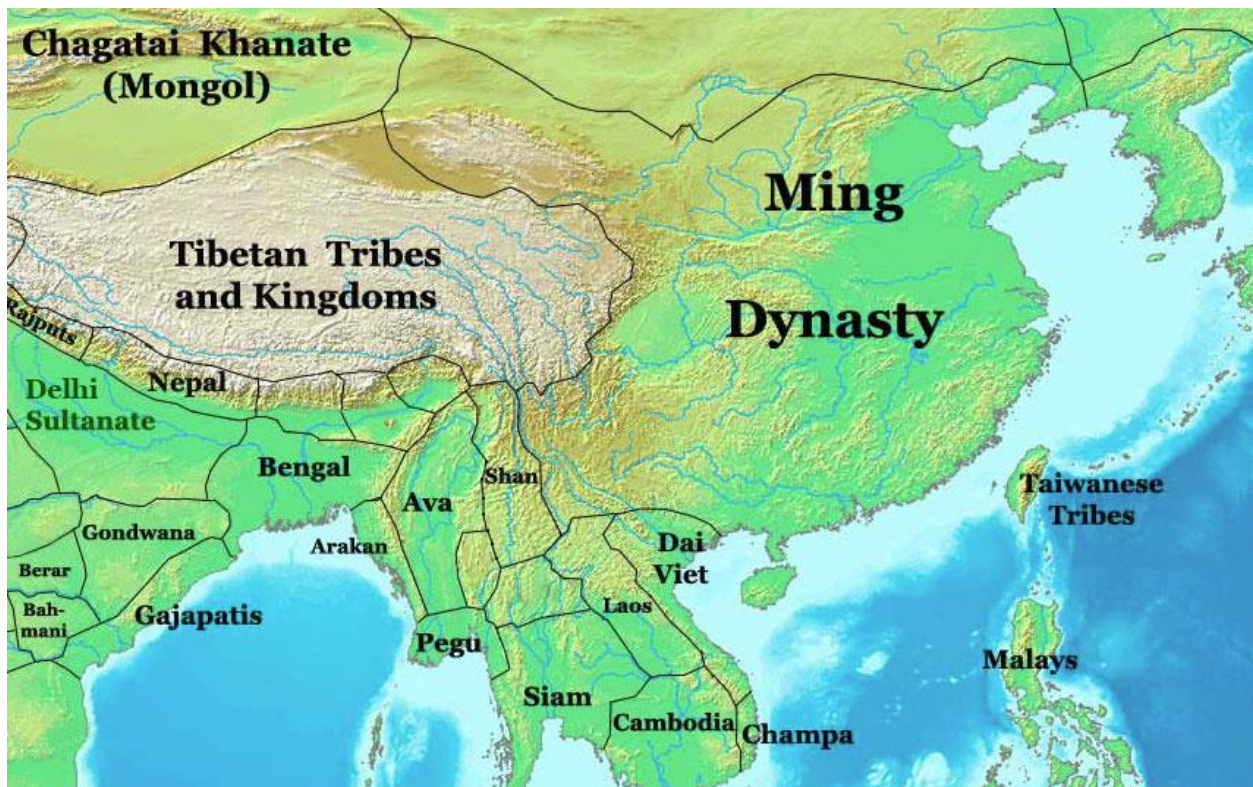 Chagatai Khanate
(Mongol)
Ming
Dynasty
Tibetan Tribes
and Kingdoms
Rajputs
Nepal
Delhi
Sultanate
Bengal
Shan
Ava
Taiwanese
Tribes
Gondwana
Arakan
Dai
Viet
Berar
Bah-
mani
Gajapatis
Laos
Pegu
Malays
Siam
Cambodia
Champa